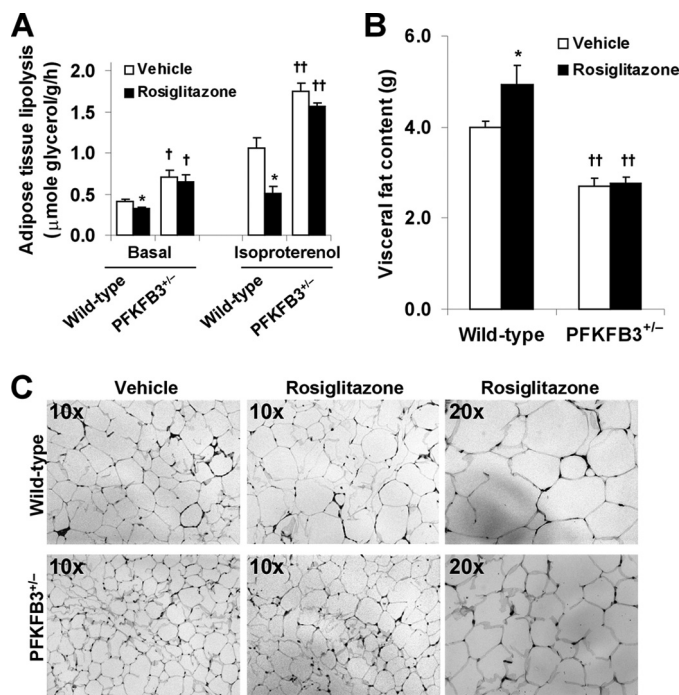 A
Adipose tissue lipolysis
(µmole glycerol/g/h)
2.0
1.5
1.0
0.5
0.0
Vehicle
Rosiglitazone
*
†
†
*
††
††
Basal
Isoproterenol
Wild-type
PFKFB3+/–
Wild-type
PFKFB3+/–
B
Visceral fat content (g)
6.0
4.0
2.0
0.0
Vehicle
Rosiglitazone
*
††
††
Wild-type
PFKFB3+/–
C
Vehicle
Rosiglitazone
Rosiglitazone
Wild-type
10x
10x
20x
PFKFB3+/–
10x
10x
20x